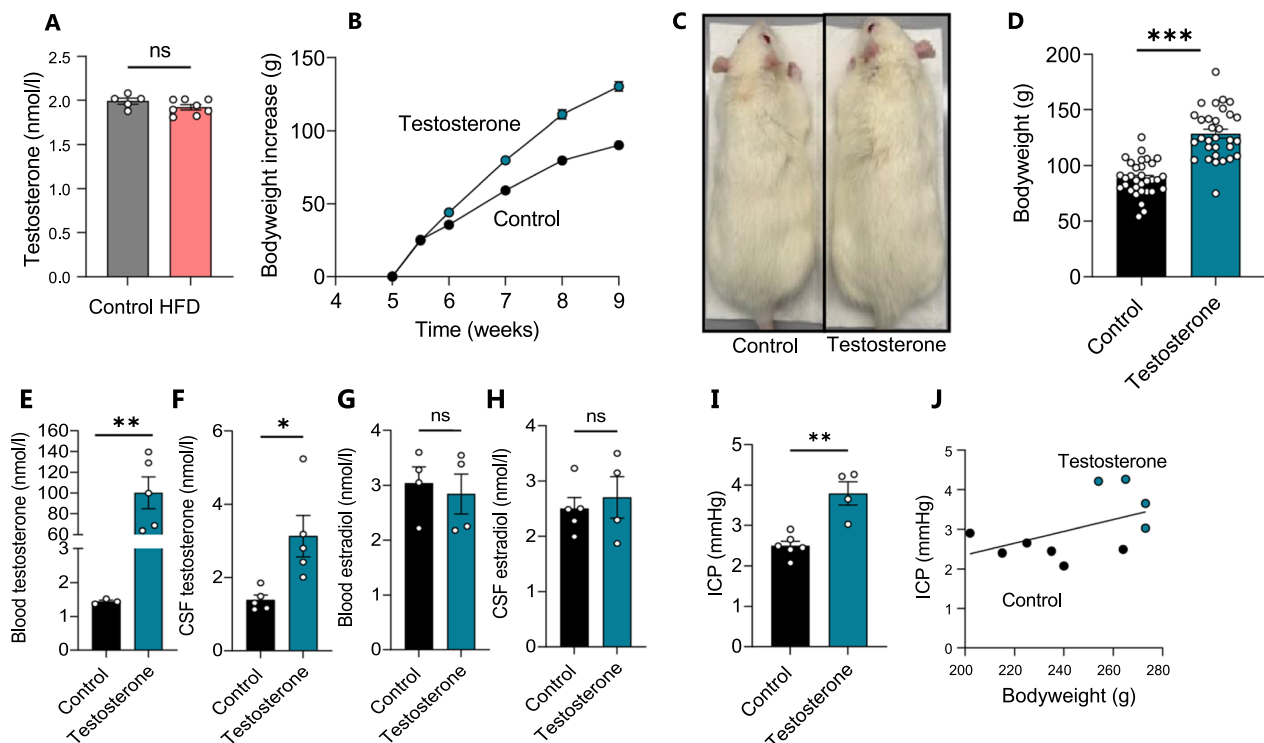 A
ns
Testosterone (nmol/l)
2.5
2.0
1.5
1.0
0.5
0.0
Control HFD
B
Bodyweight increase (g)
150
100
50
0
Testosterone
Control
4 5 6 7 8 9
Time (weeks)
C
Control
Testosterone
D
***
Bodyweight (g)
200
150
100
50
0
Control
Testosterone
E
**
Blood testosterone (nmol/l)
160
140
120
100
80
60
3
2
1
0
Control
Testosterone
F
*
CSF testosterone (nmol/l)
6
4
2
0
Control
Testosterone
G
ns
Blood estradiol (nmol/l)
4
3
2
1
0
Control
Testosterone
H
ns
CSF estradiol (nmol/l)
4
3
2
1
0
Control
Testosterone
I
**
ICP (mmHg)
5
4
3
2
1
0
Control
Testosterone
J
ICP (mmHg)
5
4
3
2
1
0
Testosterone
Control
200 220 240 260 280
Bodyweight (g)